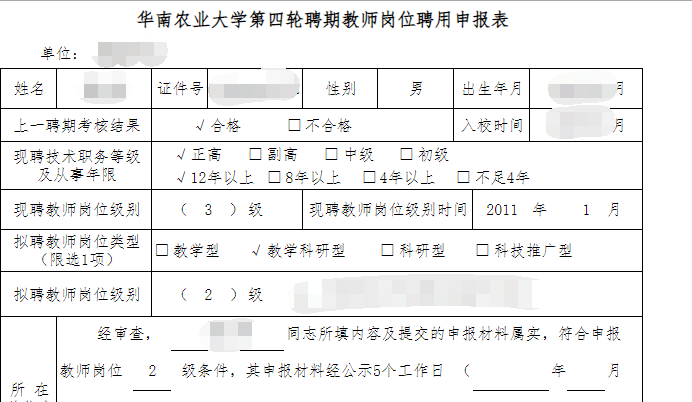 华南农业大学第四轮聘期教师岗位聘用申报表
单位：
姓名 证件号 性别 男 出生年月 月
上一聘期考核结果 √合格 □不合格 入校时间 月
现聘技术职务等级 √正高 □副高 □中级 □初级
及从事年限 √12年以上 □8年以上 □4年以上 □不足4年
现聘教师岗位级别 （ 3 ）级 现聘教师岗位级别时间 2011 年 1 月
拟聘教师岗位类型 □教学型 √教学科研型 □科研型 □科技推广型
（限选1项）
拟聘教师岗位级别 （ 2 ）级
经审查， 同志所填内容及提交的申报材料属实，符合申报
教师岗位 2 级条件，其申报材料经公示5个工作日 （ 年 月
所 在